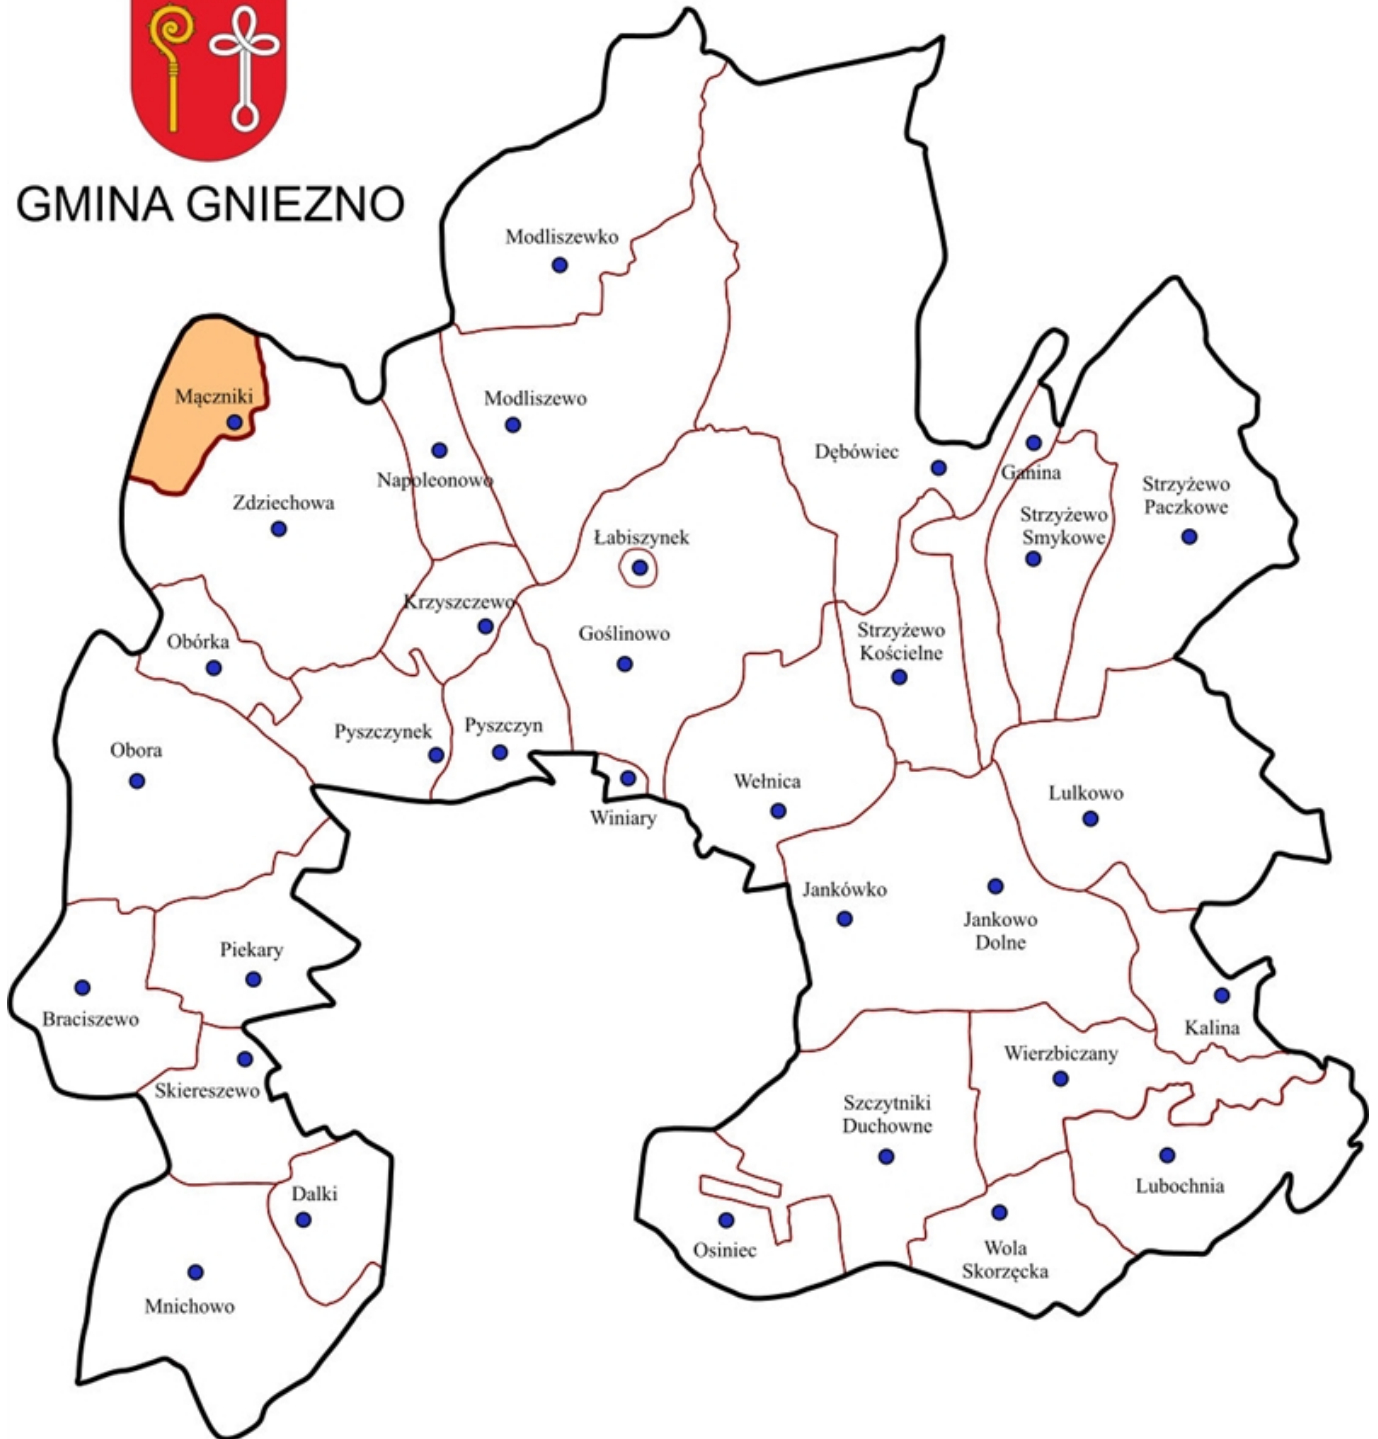 GMINA GNIEZNO
Modliszewko
Mączniki
Modliszewo
Dębówiec
Napoleonowo
Ganina
Zdziechowa
Strzyżewo
Paczkowe
Strzyżewo
Smykowe
Łabiszynek
Krzyszczewo
Obórka
Goślinowo
Strzyżewo
Kościelne
Pyszczynek
Pyszczyn
Obora
Wełnica
Lulkowo
Winiary
Jankówko
Jankowo
Dolne
Piekary
Braciszewo
Kalina
Skiereszewo
Wierzbiczany
Szczytniki
Duchowne
Dalki
Lubochnia
Osiniec
Wola
Skorzęcka
Mnichowo